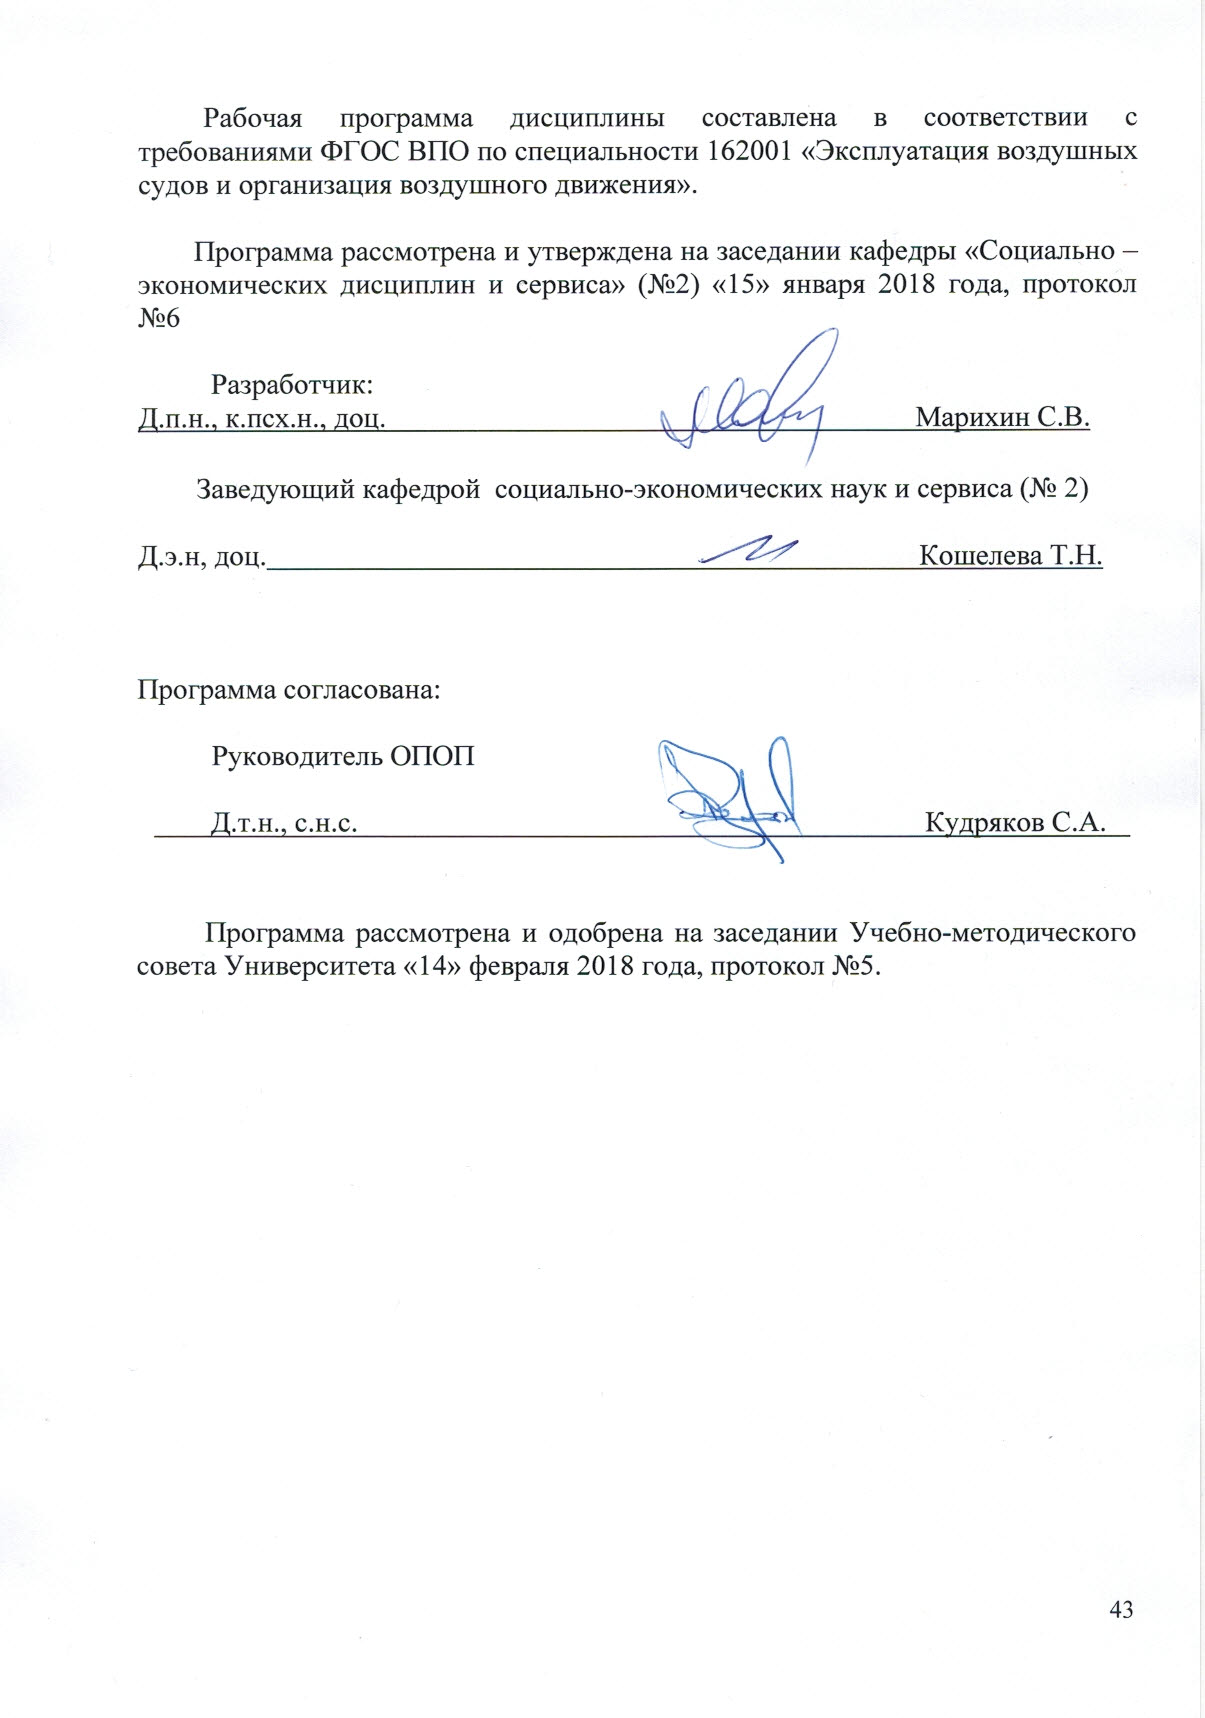 Рабочая программа дисциплины составлена в соответствии с
требованиями ФГОС ВПО по специальности 162001 «Эксплуатация воздушных
судов и организация воздушного движения».
Программа рассмотрена и утверждена на заседании кафедры «Социально –
экономических дисциплин и сервиса» (№2) «15» января 2018 года, протокол
№6
Разработчик:
Д.п.н., к.псх.н., доц. Марихин С.В.
Заведующий кафедрой социально-экономических наук и сервиса (№ 2)
Д.э.н, доц. Кошелева Т.Н.
Программа согласована:
Руководитель ОПОП
Д.т.н., с.н.с. Кудряков С.А.
Программа рассмотрена и одобрена на заседании Учебно-методического
совета Университета «14» февраля 2018 года, протокол №5.
43